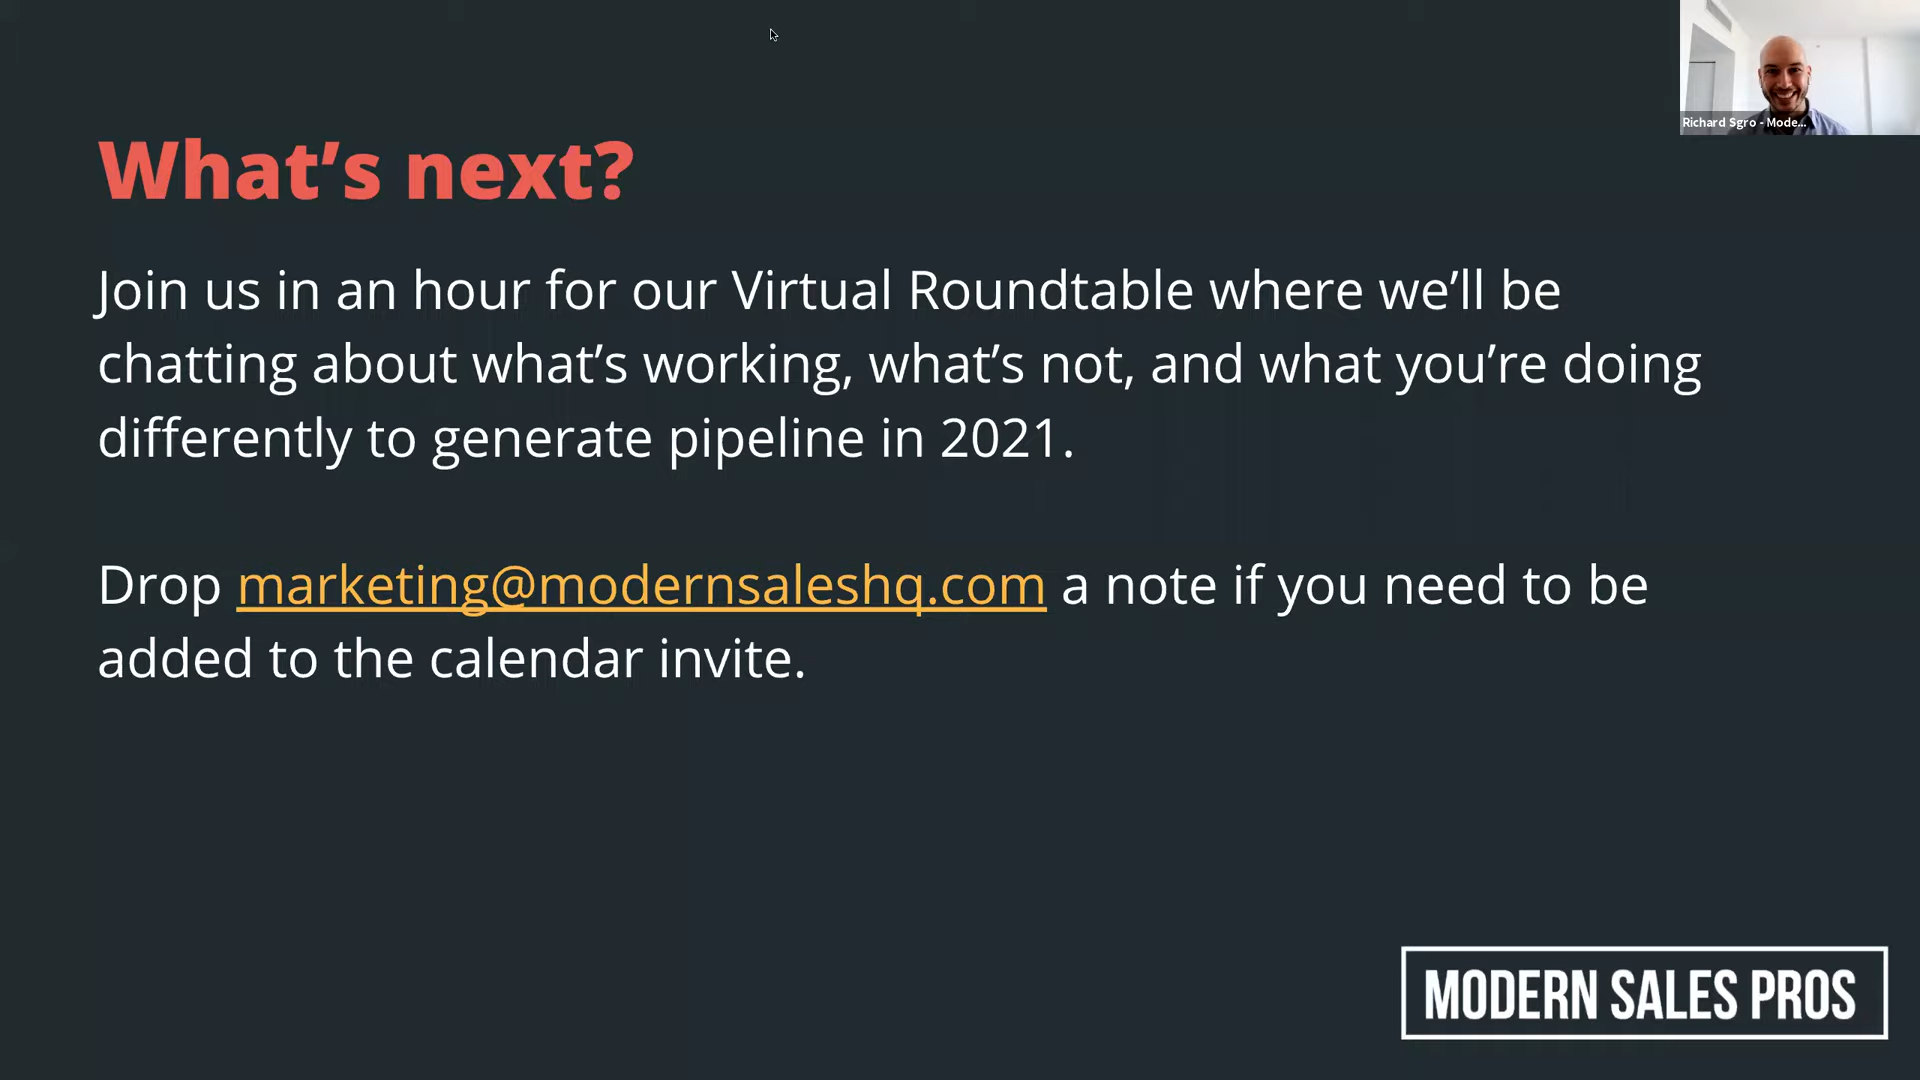 Richard Sgro - Mode...
What’s next?
Join us in an hour for our Virtual Roundtable where we’ll be
chatting about what’s working, what’s not, and what you’re doing
differently to generate pipeline in 2021.
Drop marketing@modernsaleshq.com a note if you need to be
added to the calendar invite.
MODERN SALES PROS